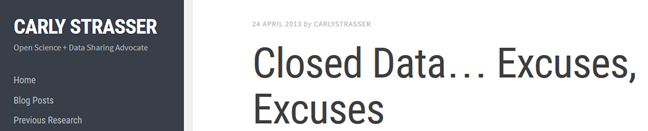 CARLY STRASSER
Open Science + Data Sharing Advocate
Home
Blog Posts
Previous Research
24 APRIL 2013 by CARLYSTRASSER
Closed Data… Excuses,
Excuses